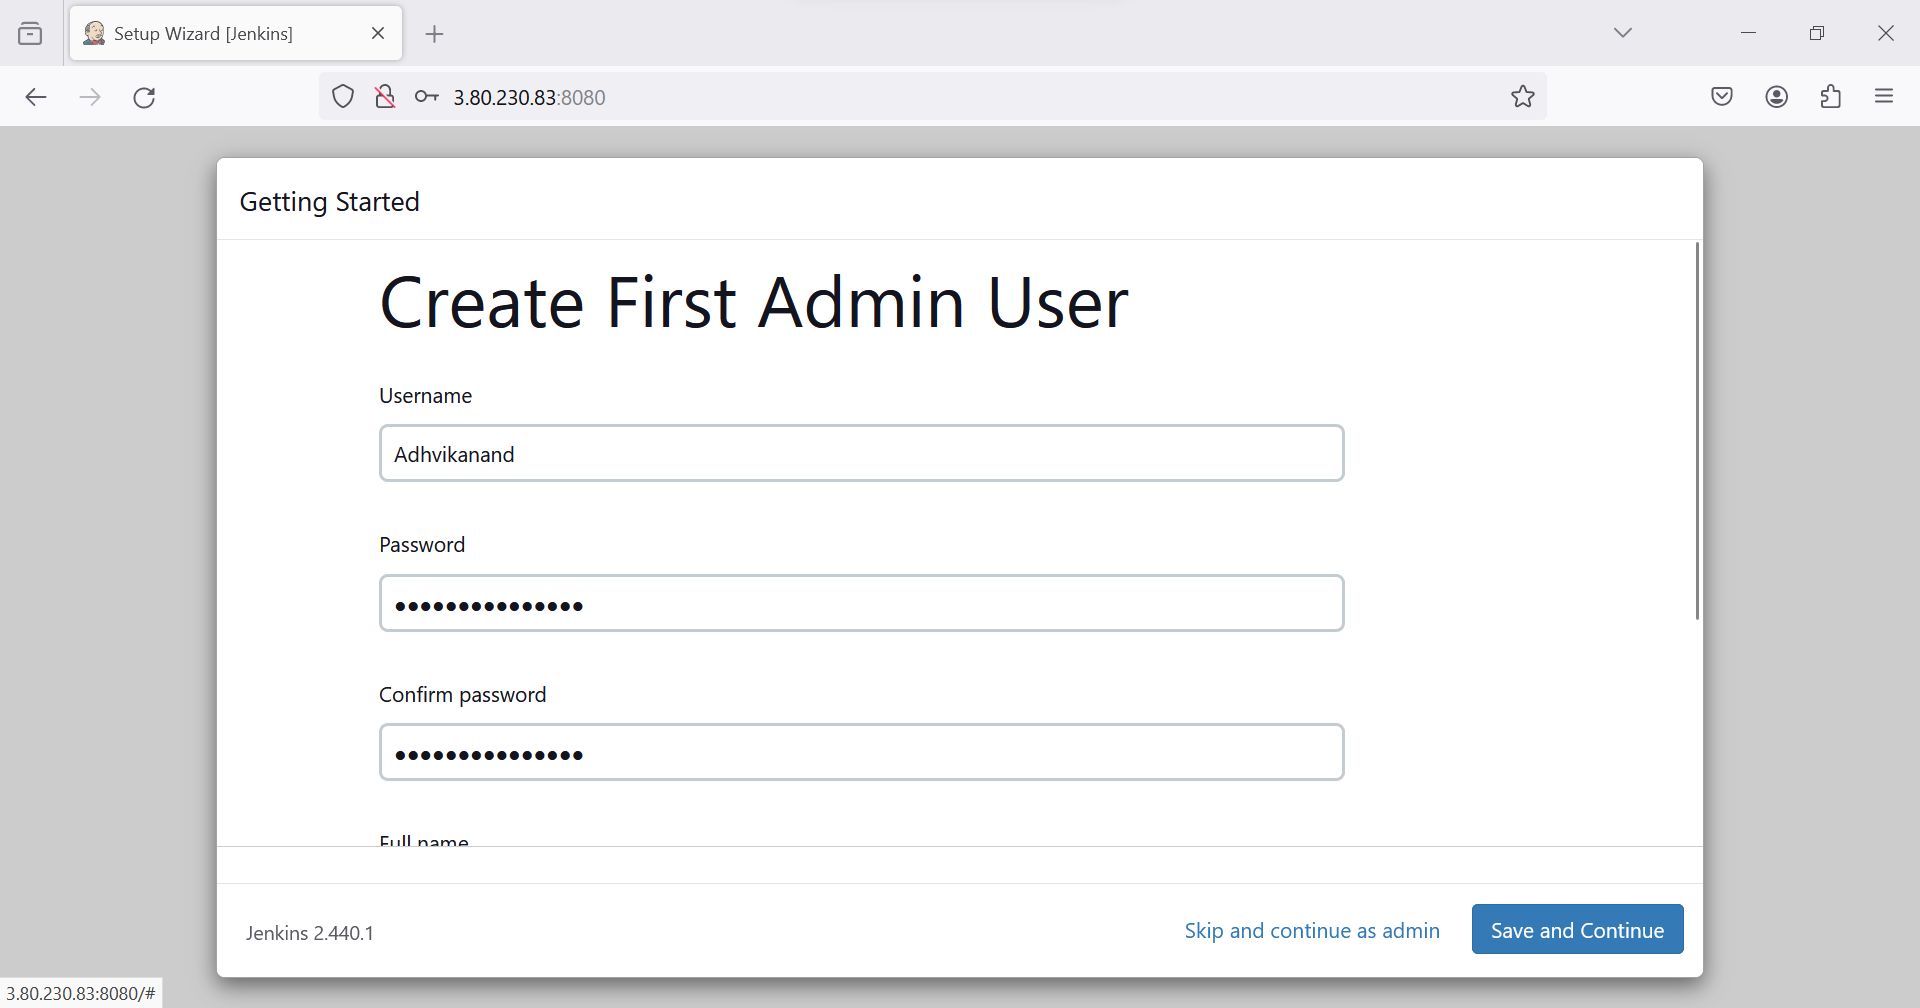 Setup Wizard [Jenkins]
3.80.230.83:8080
Getting Started
Create First Admin User
Username
Adhvikanand
Password
•••••••••••••••
Confirm password
•••••••••••••••
Full name
Jenkins 2.440.1
Skip and continue as admin
Save and Continue
3.80.230.83:8080/#